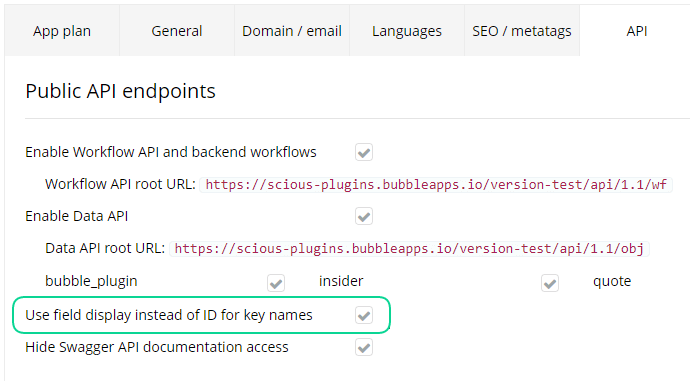 App plan General Domain / email Languages SEO / metatags API
Public API endpoints
Enable Workflow API and backend workflows
Workflow API root URL: https://scious-plugins.bubbleapps.io/version-test/api/1.1/wf
Enable Data API
Data API root URL: https://scious-plugins.bubbleapps.io/version-test/api/1.1/obj
bubble_plugin insider quote
Use field display instead of ID for key names
Hide Swagger API documentation access